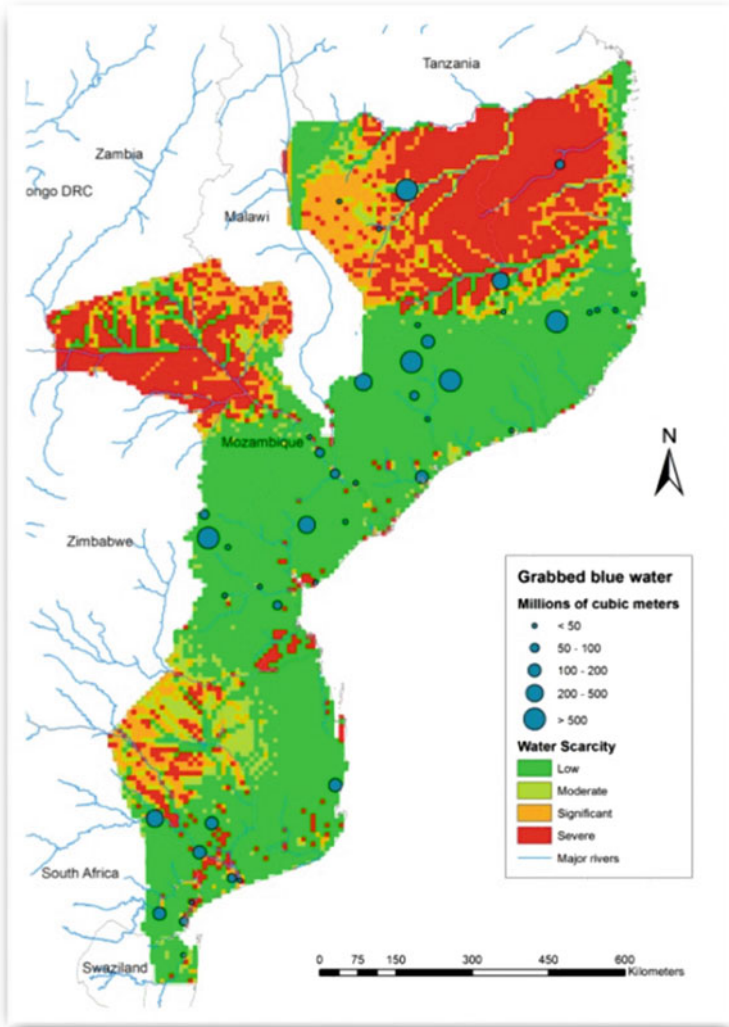 Tanzania
Zambia
ongo DRC
Malawi
Mozambique
N
Zimbabwe
Grabbed blue water
Millions of cubic meters
< 50
50 - 100
100 - 200
200 - 500
> 500
Water Scarcity
Low
Moderate
Significant
Severe
Major rivers
South Africa
Swaziland
0 75 150 300 450 600
Kilometers